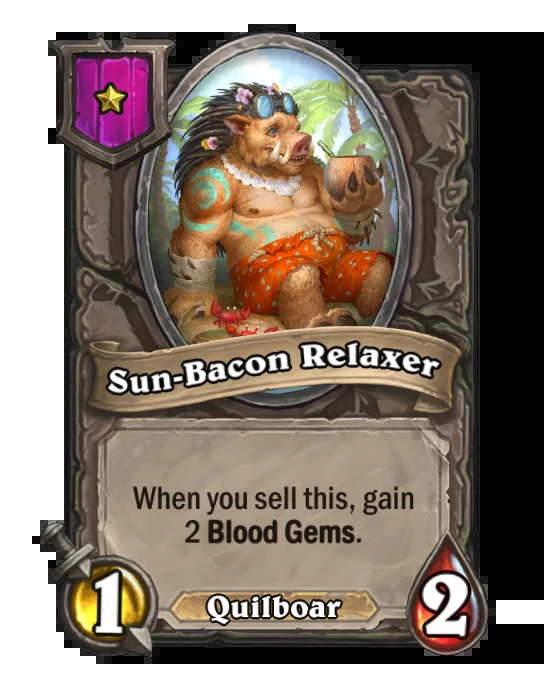 Sun-Bacon Relaxer
When you sell this, gain
2 Blood Gems.
1
Quilboar
2